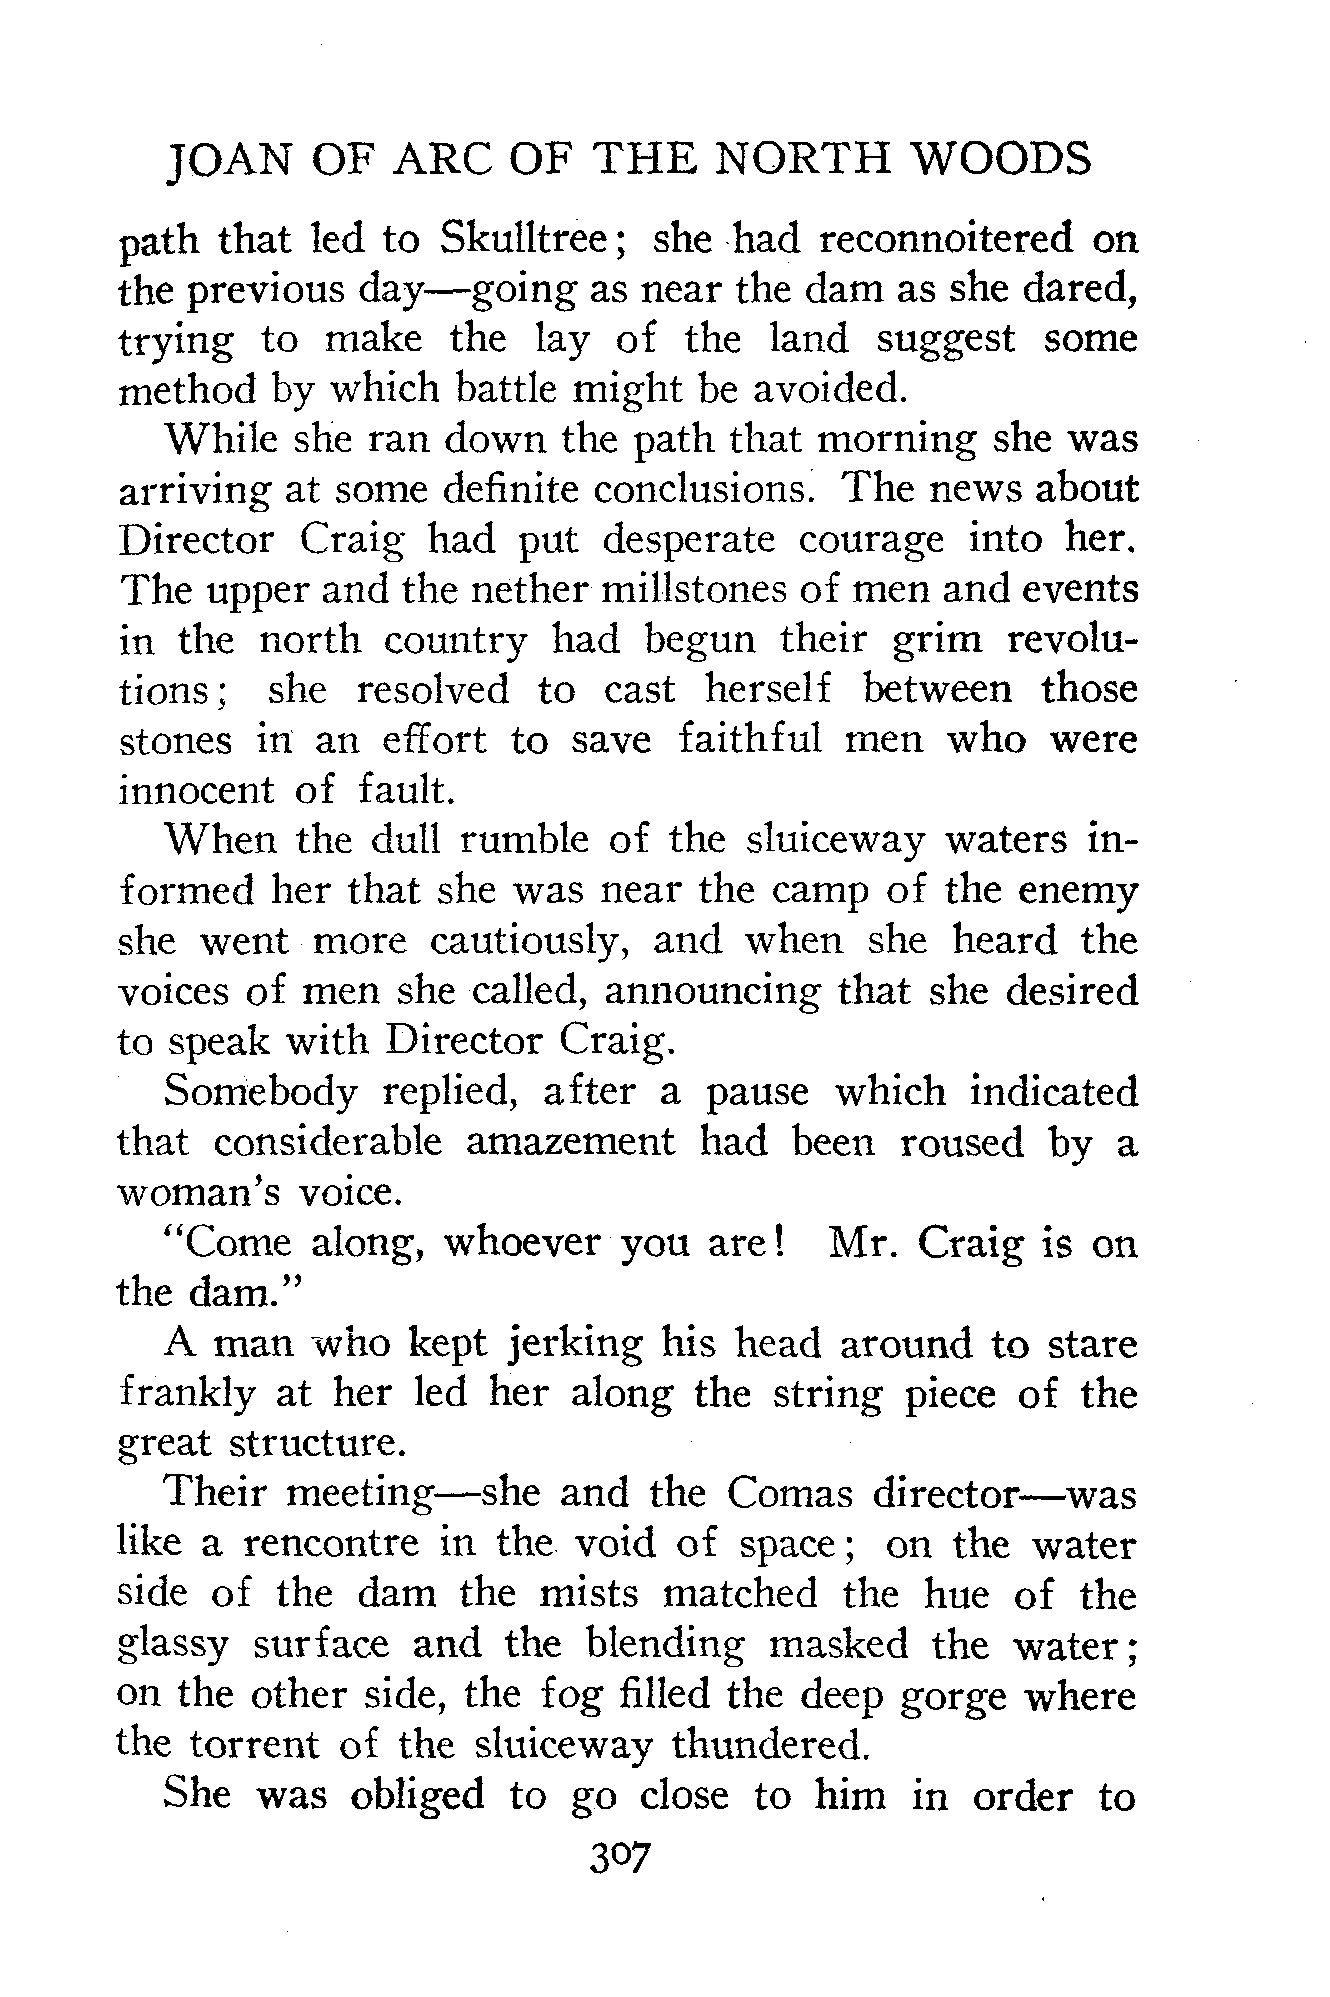 JOAN OF ARC OF THE NORTH WOODS
path that led to Skulltree; she had reconnoitered on
the previous day—going as near the dam as she dared,
trying to make the lay of the land suggest some
method by which battle might be avoided.
While she ran down the path that morning she was
arriving at some definite conclusions. The news about
Director Craig had put desperate courage into her.
The upper and the nether millstones of men and events
in the north country had begun their grim revolu-
tions; she resolved to cast herself between those
stones in an effort to save faithful men who were
innocent of fault.
When the dull rumble of the sluiceway waters in-
formed her that she was near the camp of the enemy
she went more cautiously, and when she heard the
voices of men she called, announcing that she desired
to speak with Director Craig.
Somebody replied, after a pause which indicated
that considerable amazement had been roused by a
woman's voice.
"Come along, whoever you are! Mr. Craig is on
the dam."
A man who kept jerking his head around to stare
frankly at her led her along the string piece of the
great structure.
Their meeting—she and the Comas director—was
like a rencontre in the void of space; on the water
side of the dam the mists matched the hue of the
glassy surface and the blending masked the water;
on the other side, the fog filled the deep gorge where
the torrent of the sluiceway thundered.
She was obliged to go close to him in order to
307